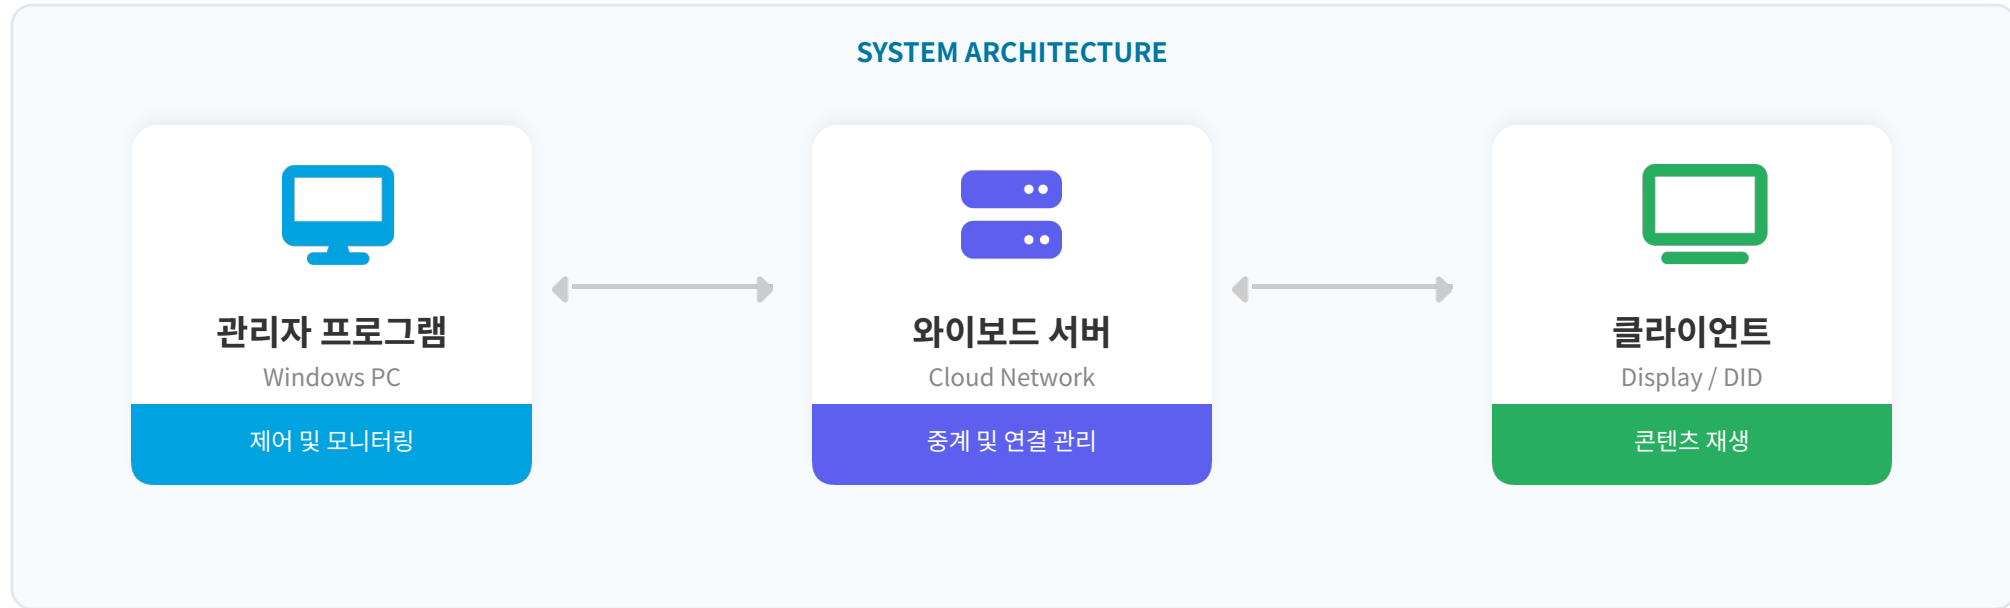 SYSTEM ARCHITECTURE
관리자 프로그램
Windows PC
제어 및 모니터링
와이보드 서버
Cloud Network
중계 및 연결 관리
클라이언트
Display / DID
콘텐츠 재생